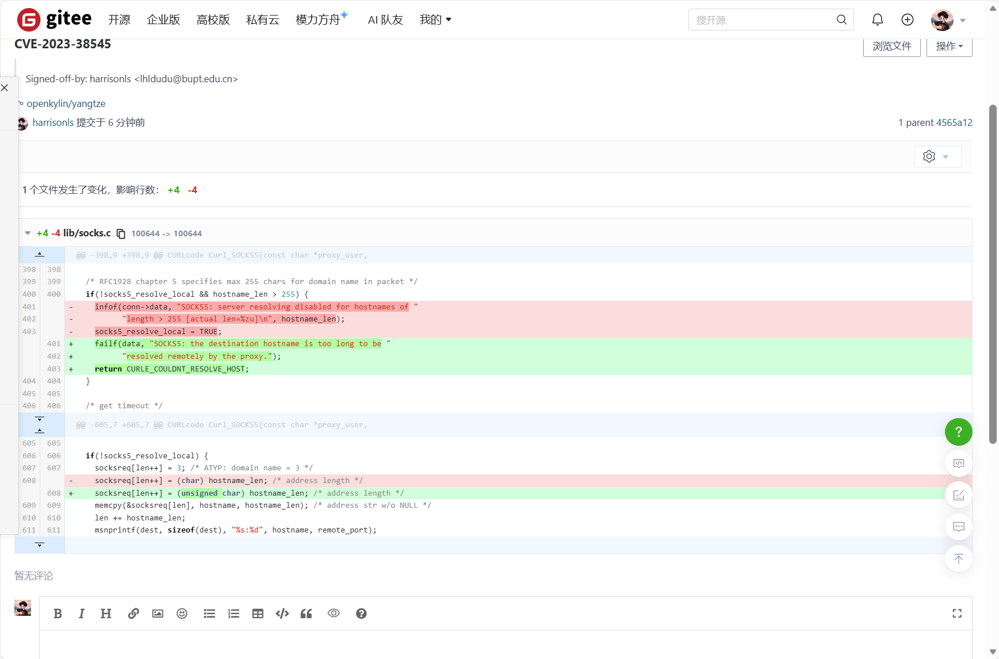 gitee 开源 企业版 高校版 私有云 模力方舟 AI 队友 我的 搜开源
CVE-2023-38545 浏览文件 操作
Signed-off-by: harrisonls <lhldudu@bupt.edu.cn>
openkylin/yangtze
harrisonls 提交于 6 分钟前 1 parent 4565a12
1 个文件发生了变化，影响行数： +4 -4
+4 -4 lib/socks.c 100644 -> 100644
@@ -398,9 +398,9 @@ CURLcode Curl_SOCKS5(const char *proxy_user,
398 398
399 399 /* RFC1928 chapter 5 specifies max 255 chars for domain name in packet */
400 400 if(!socks5_resolve_local && hostname_len > 255) {
401 - infof(conn->data, "SOCKS5: server resolving disabled for hostnames of "
402 - "length > 255 [actual len=%zu]\n", hostname_len);
403 - socks5_resolve_local = TRUE;
401 + failf(data, "SOCKS5: the destination hostname is too long to be "
402 + "resolved remotely by the proxy.");
403 + return CURLE_COULDNT_RESOLVE_HOST;
404 404 }
405 405
406 406 /* get timeout */
@@ -605,7 +605,7 @@ CURLcode Curl_SOCKS5(const char *proxy_user,
605 605
606 606 if(!socks5_resolve_local) {
607 607 socksreq[len++] = 3; /* ATYP: domain name = 3 */
608 - socksreq[len++] = (char) hostname_len; /* address length */
608 + socksreq[len++] = (unsigned char) hostname_len; /* address length */
609 609 memcpy(&socksreq[len], hostname, hostname_len); /* address str w/o NULL */
610 610 len += hostname_len;
611 611 msnprintf(dest, sizeof(dest), "%s:%d", hostname, remote_port);
暂无评论